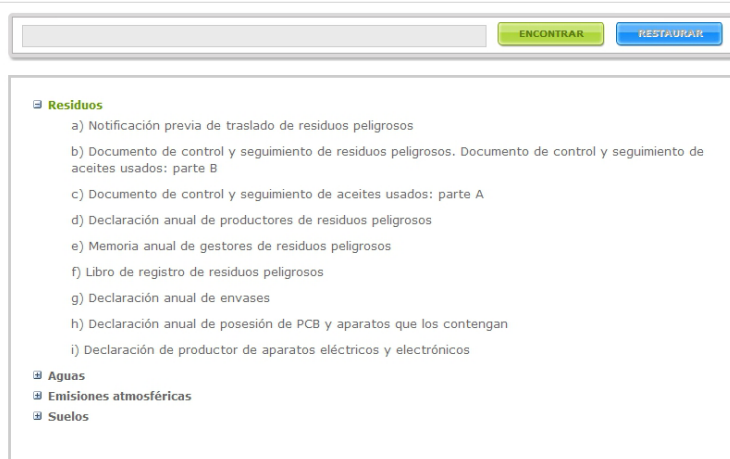 ENCONTRAR RESTAURAR
Residuos
a) Notificación previa de traslado de residuos peligrosos
b) Documento de control y seguimiento de residuos peligrosos. Documento de control y seguimiento de
aceites usados: parte B
c) Documento de control y seguimiento de aceites usados: parte A
d) Declaración anual de productores de residuos peligrosos
e) Memoria anual de gestores de residuos peligrosos
f) Libro de registro de residuos peligrosos
g) Declaración anual de envases
h) Declaración anual de posesión de PCB y aparatos que los contengan
i) Declaración de productor de aparatos eléctricos y electrónicos
Aguas
Emisiones atmosféricas
Suelos